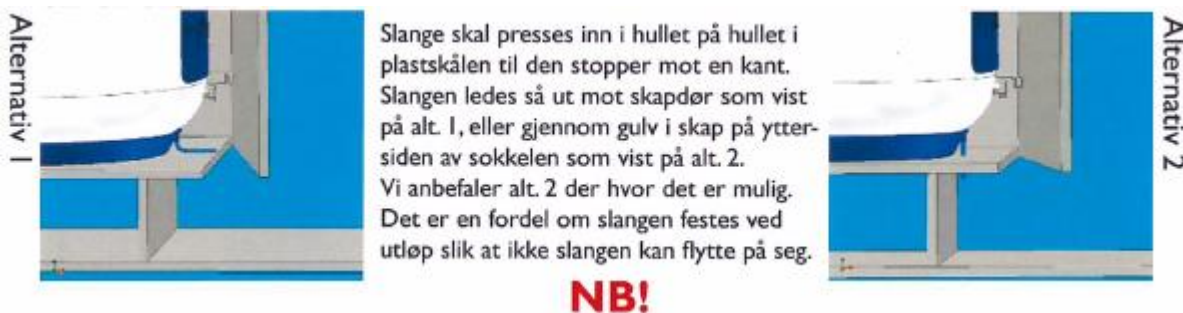 Alternativ 1
Slange skal presses inn i hullet på hullet i
plastskålen til den stopper mot en kant.
Slangen ledes så ut mot skapdør som vist
på alt. 1, eller gjennom gulv i skap på ytter-
siden av sokkelen som vist på alt. 2.
Vi anbefaler alt. 2 der hvor det er mulig.
Det er en fordel om slangen festes ved
utløp slik at ikke slangen kan flytte på seg.
NB!
Alternativ 2